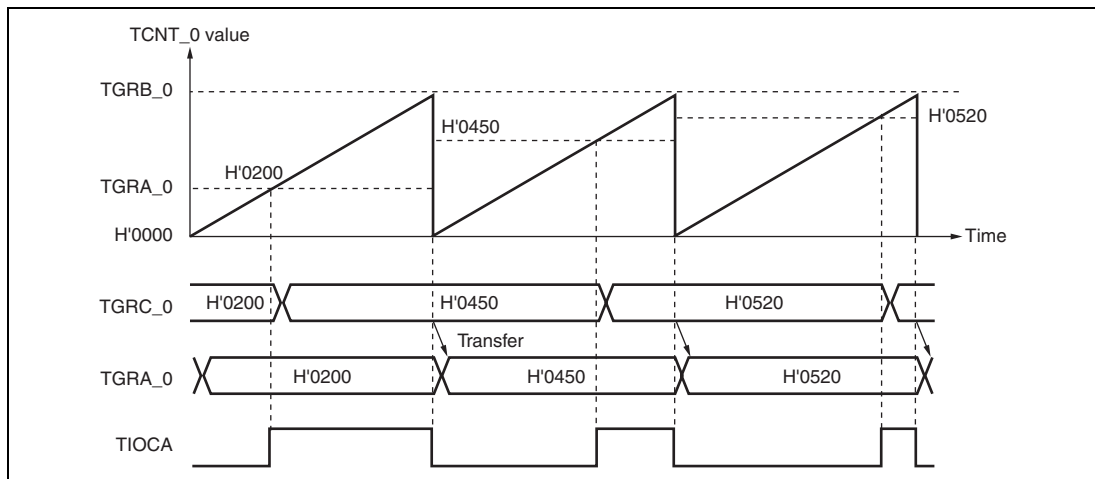 TCNT_0 value
TGRB_0
H'0520
H'0450
H'0200
TGRA_0
H'0000
Time
TGRC_0
H'0200
H'0450
H'0520
Transfer
TGRA_0
H'0200
H'0450
H'0520
TIOCA